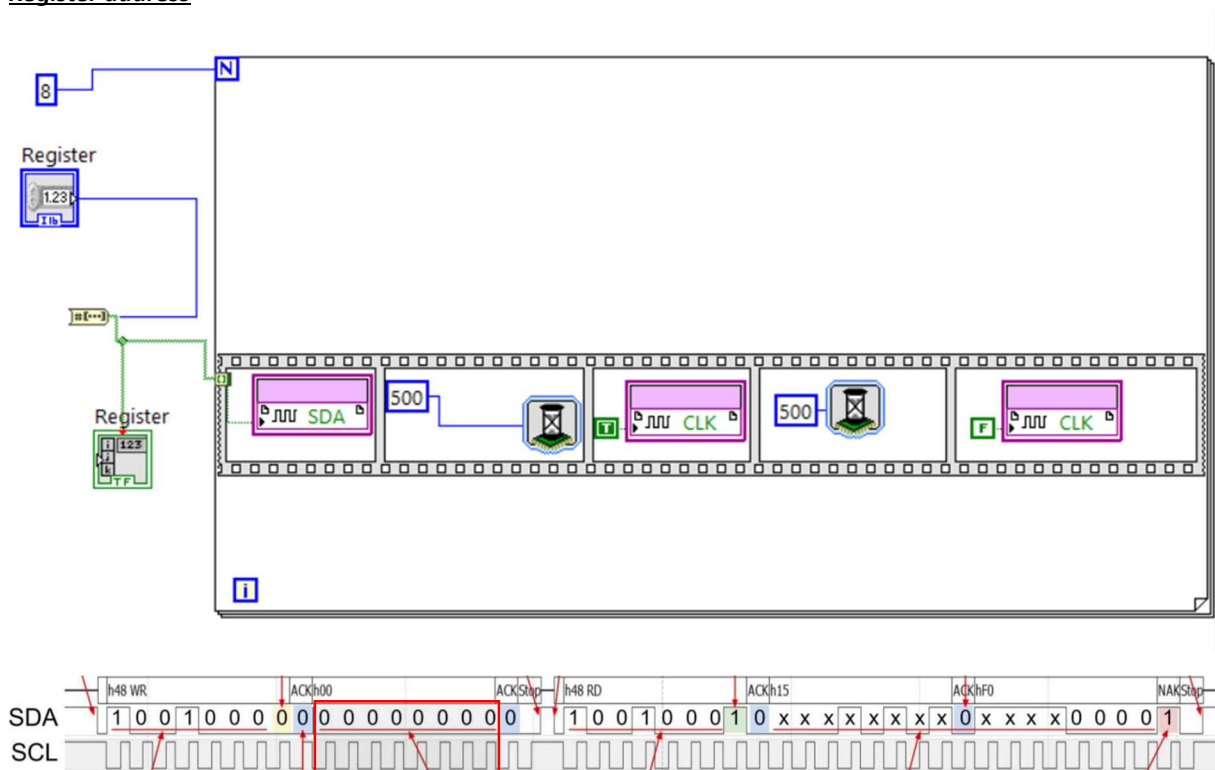 Register address
N
8
Register
1.23
I16
#[···]
Register
i 123
j
k
TF
SDA
500
T
CLK
500
F
CLK
i
h48 WR ACK h00 ACK Stop h48 RD ACK h15 ACK hF0 NAK Stop
SDA 1 0 0 1 0 0 0 0 0 0 0 0 0 0 0 0 0 0 1 0 0 1 0 0 0 1 0 x x x x x x x x 0 x x x x 0 0 0 0 1
SCL